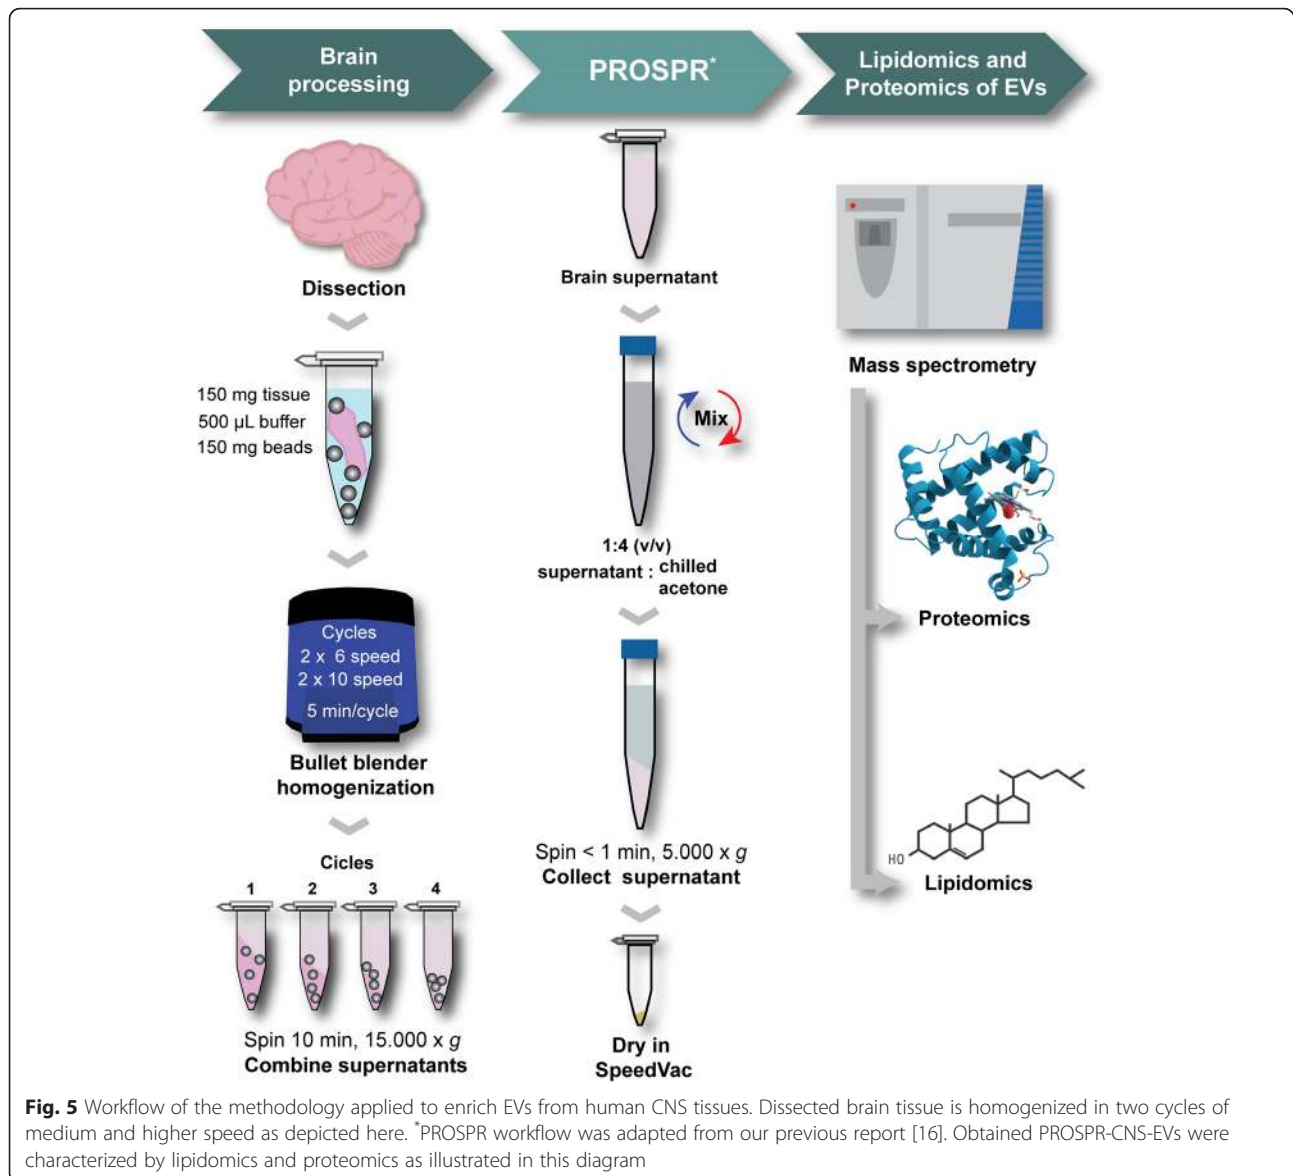 Brain
processing
PROSPR*
Lipidomics and
Proteomics of EVs
Dissection
150 mg tissue
500 µL buffer
150 mg beads
Cycles
2 x 6 speed
2 x 10 speed
5 min/cycle
Bullet blender
homogenization
Cicles
1 2 3 4
Spin 10 min, 15.000 x g
Combine supernatants
Brain supernatant
Mix
1:4 (v/v)
supernatant : chilled
acetone
Spin < 1 min, 5.000 x g
Collect supernatant
Dry in
SpeedVac
Mass spectrometry
Proteomics
HO
Lipidomics
Fig. 5 Workflow of the methodology applied to enrich EVs from human CNS tissues. Dissected brain tissue is homogenized in two cycles of
medium and higher speed as depicted here. *PROSPR workflow was adapted from our previous report [16]. Obtained PROSPR-CNS-EVs were
characterized by lipidomics and proteomics as illustrated in this diagram